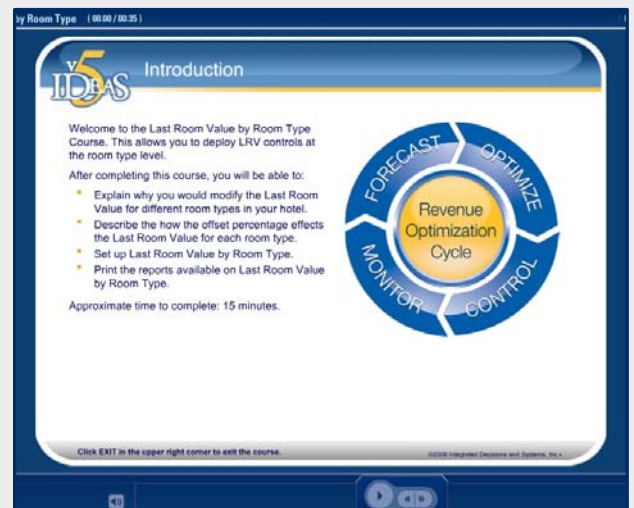 by Room Type ( 00:00 / 00:35 )
v5
IDEAS
Introduction
Welcome to the Last Room Value by Room Type
Course. This allows you to deploy LRV controls at
the room type level.
After completing this course, you will be able to:
Explain why you would modify the Last Room
Value for different room types in your hotel.
Describe the how the offset percentage effects
the Last Room Value for each room type.
Set up Last Room Value by Room Type.
Print the reports available on Last Room Value
by Room Type.
Approximate time to complete: 15 minutes.
FORECAST
OPTIMIZE
CONTROL
MONITOR
Revenue
Optimization
Cycle
Click EXIT in the upper right corner to exit the course.
Integrated Decisions and Systems, Inc.